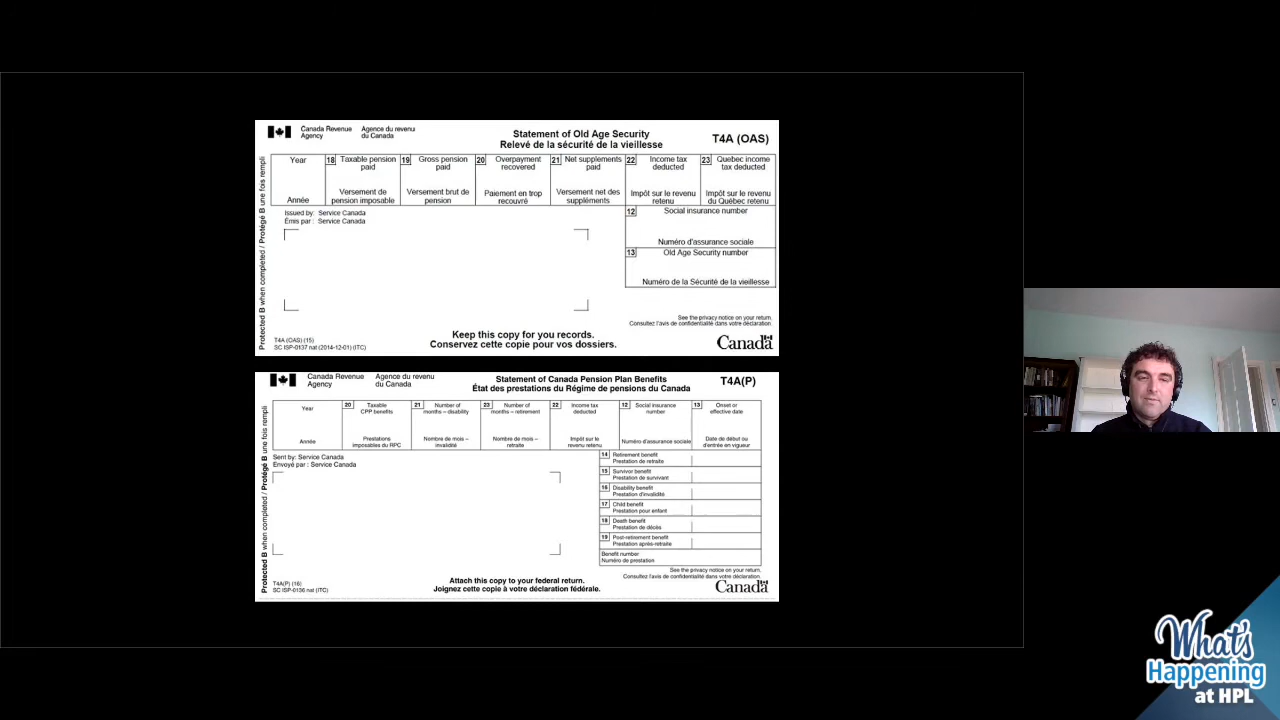 Canada Revenue Agency
Agence du revenu du Canada
Statement of Old Age Security
Relevé de la sécurité de la vieillesse
T4A (OAS)
Protected B when completed / Protégé B une fois rempli
Year
Année
18 Taxable pension paid
Versement de pension imposable
19 Gross pension paid
Versement brut de pension
20 Overpayment recovered
Paiement en trop recouvré
21 Net supplements paid
Versement net des suppléments
22 Income tax deducted
Impôt sur le revenu retenu
23 Quebec income tax deducted
Impôt sur le revenu du Québec retenu
Issued by: Service Canada
Émis par : Service Canada
12 Social insurance number
Numéro d'assurance sociale
13 Old Age Security number
Numéro de la Sécurité de la vieillesse
See the privacy notice on your return.
Consultez l'avis de confidentialité dans votre déclaration.
Keep this copy for you records.
Conservez cette copie pour vos dossiers.
T4A (OAS) (15)
SC ISP-0137 nat (2014-12-01) (ITC)
Canada
Canada Revenue Agency
Agence du revenu du Canada
Statement of Canada Pension Plan Benefits
État des prestations du Régime de pensions du Canada
T4A(P)
Protected B when completed / Protégé B une fois rempli
Year
Année
20 Taxable CPP benefits
Prestations imposables du RPC
21 Number of months – disability
Nombre de mois – invalidité
23 Number of months – retirement
Nombre de mois – retraite
22 Income tax deducted
Impôt sur le revenu retenu
12 Social insurance number
Numéro d'assurance sociale
13 Onset or effective date
Date de début ou d'entrée en vigueur
Sent by: Service Canada
Envoyé par : Service Canada
14 Retirement benefit
Prestation de retraite
15 Survivor benefit
Prestation de survivant
16 Disability benefit
Prestation d'invalidité
17 Child benefit
Prestation pour enfant
18 Death benefit
Prestation de décès
19 Post-retirement benefit
Prestation après-retraite
Benefit number
Numéro de prestation
See the privacy notice on your return.
Consultez l'avis de confidentialité dans votre déclaration.
Attach this copy to your federal return.
Joignez cette copie à votre déclaration fédérale.
T4A(P) (16)
SC ISP-0136 nat (ITC)
Canada
What's
Happening
at HPL